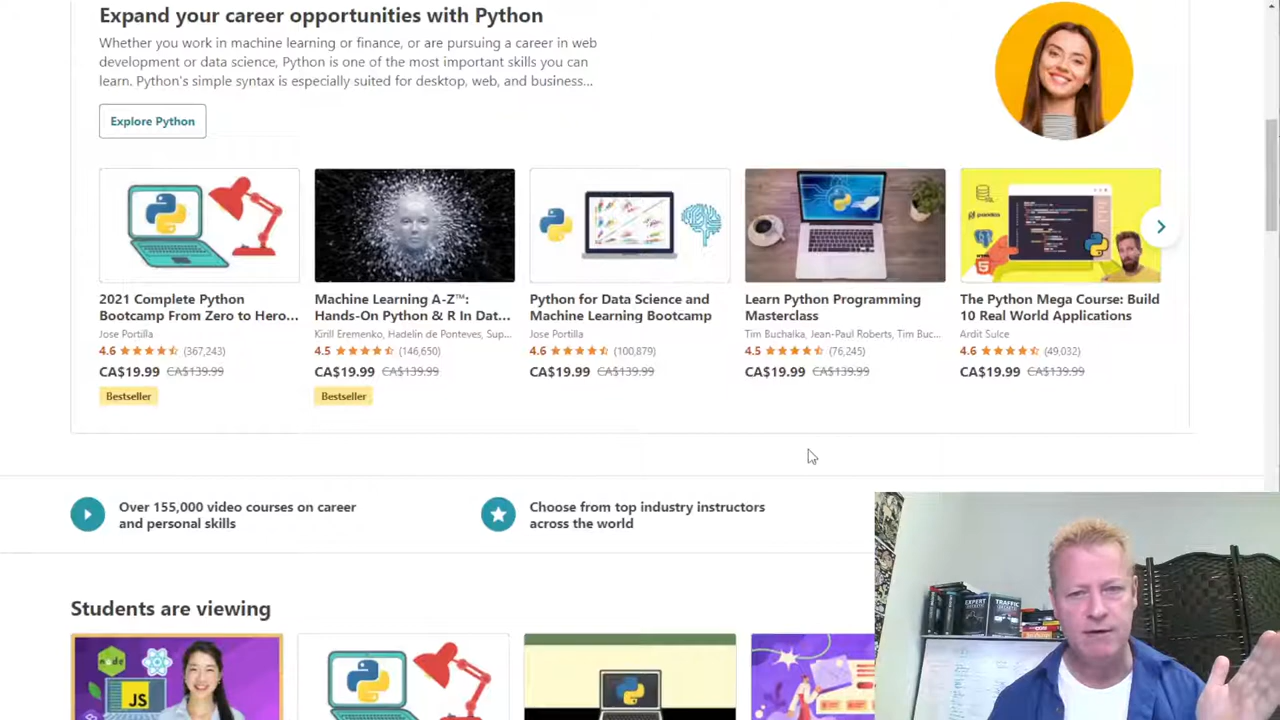 Expand your career opportunities with Python
Whether you work in machine learning or finance, or are pursuing a career in web
development or data science, Python is one of the most important skills you can
learn. Python's simple syntax is especially suited for desktop, web, and business...
Explore Python
2021 Complete Python
Bootcamp From Zero to Hero...
Jose Portilla
4.6 (367,243)
CA$19.99 CA$139.99
Bestseller
Machine Learning A-Z™:
Hands-On Python & R In Dat...
Kirill Eremenko, Hadelin de Ponteves, Sup...
4.5 (146,650)
CA$19.99 CA$139.99
Bestseller
Python for Data Science and
Machine Learning Bootcamp
Jose Portilla
4.6 (100,879)
CA$19.99 CA$139.99
Learn Python Programming
Masterclass
Tim Buchalka, Jean-Paul Roberts, Tim Buc...
4.5 (76,245)
CA$19.99 CA$139.99
pandas
HTML
The Python Mega Course: Build
10 Real World Applications
Ardit Sulce
4.6 (49,032)
CA$19.99 CA$139.99
Over 155,000 video courses on career
and personal skills
Choose from top industry instructors
across the world
Students are viewing
node
JS
EXPERT
SECRETS
TRAFFIC
SECRETS